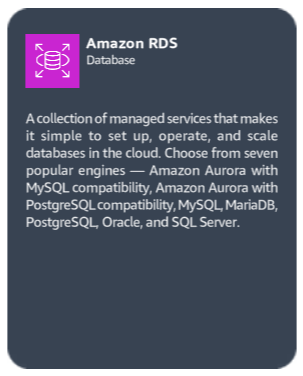 Amazon RDS
Database
A collection of managed services that makes
it simple to set up, operate, and scale
databases in the cloud. Choose from seven
popular engines — Amazon Aurora with
MySQL compatibility, Amazon Aurora with
PostgreSQL compatibility, MySQL, MariaDB,
PostgreSQL, Oracle, and SQL Server.